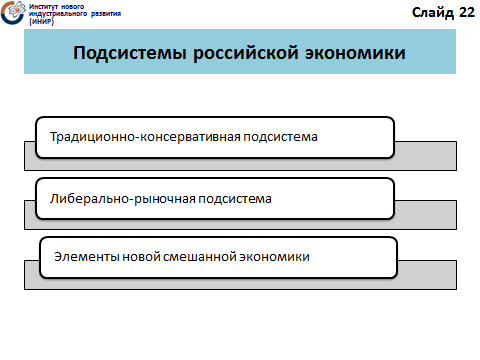 Институт нового
индустриального развития
(ИНИР)
Слайд 22
Подсистемы российской экономики
Традиционно-консервативная подсистема
Либерально-рыночная подсистема
Элементы новой смешанной экономики